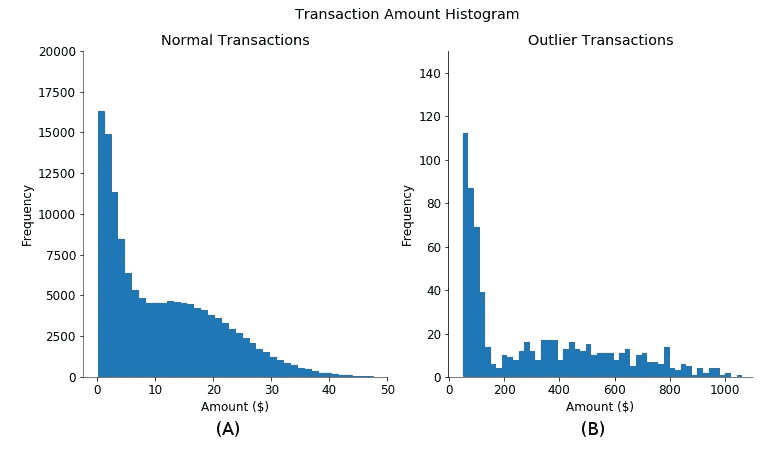 Transaction Amount Histogram
Normal Transactions
20000
17500
15000
12500
10000
7500
5000
2500
0
Frequency
0 10 20 30 40 50
Amount ($)
(A)
Outlier Transactions
140
120
100
80
60
40
20
0
Frequency
0 200 400 600 800 1000
Amount ($)
(B)